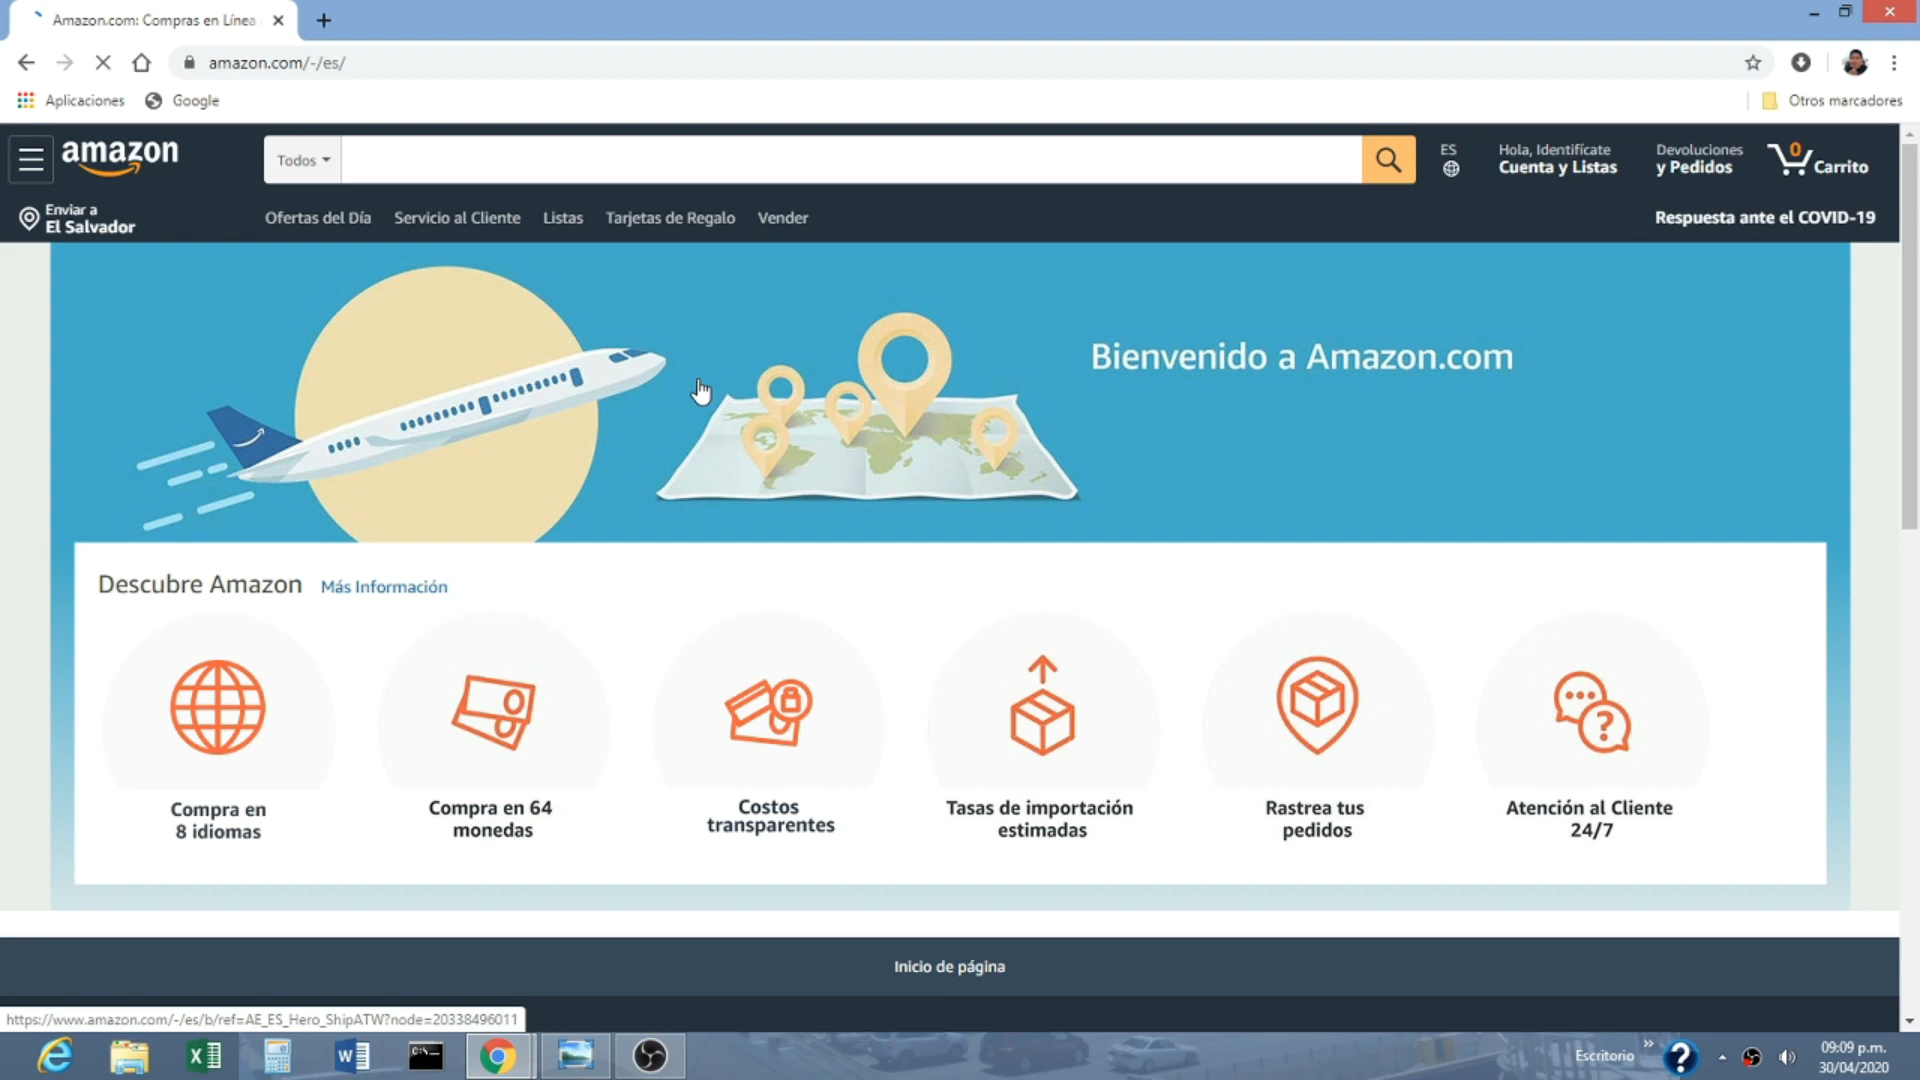 Amazon.com: Compras en Línea
amazon.com/-/es/
Aplicaciones
Google
Otros marcadores
amazon
Todos
ES
Hola, Identifícate
Cuenta y Listas
Devoluciones
y Pedidos
0
Carrito
Enviar a
El Salvador
Ofertas del Día
Servicio al Cliente
Listas
Tarjetas de Regalo
Vender
Respuesta ante el COVID-19
Bienvenido a Amazon.com
Descubre Amazon
Más Información
Compra en
8 idiomas
Compra en 64
monedas
Costos
transparentes
Tasas de importación
estimadas
Rastrea tus
pedidos
Atención al Cliente
24/7
Inicio de página
https://www.amazon.com/-/es/b/ref=AE_ES_Hero_ShipATW?node=20338496011
Escritorio
09:09 p.m.
30/04/2020